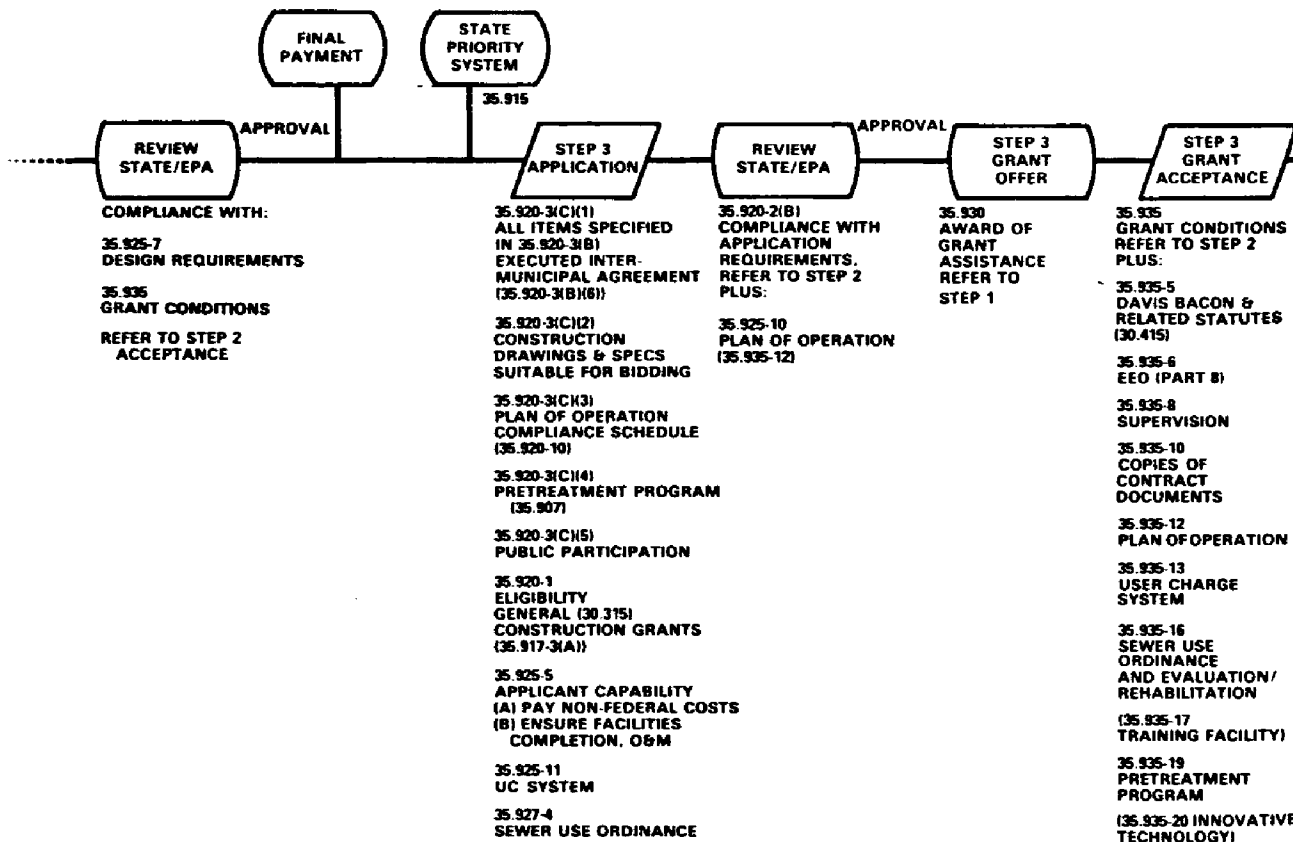 FINAL
PAYMENT
STATE
PRIORITY
SYSTEM
35.915
REVIEW
STATE/EPA
APPROVAL
STEP 3
APPLICATION
REVIEW
STATE/EPA
APPROVAL
STEP 3
GRANT
OFFER
STEP 3
GRANT
ACCEPTANCE
COMPLIANCE WITH:
35.925-7
DESIGN REQUIREMENTS
35.935
GRANT CONDITIONS
REFER TO STEP 2
ACCEPTANCE
35.920-3(C)(1)
ALL ITEMS SPECIFIED
IN 35.920-3(B)
EXECUTED INTER-
MUNICIPAL AGREEMENT
(35.920-3(B)(6))
35.920-3(C)(2)
CONSTRUCTION
DRAWINGS & SPECS
SUITABLE FOR BIDDING
35.920-3(C)(3)
PLAN OF OPERATION
COMPLIANCE SCHEDULE
(35.920-10)
35.920-3(C)(4)
PRETREATMENT PROGRAM
(35.907)
35.920-3(C)(5)
PUBLIC PARTICIPATION
35.920-1
ELIGIBILITY
GENERAL (30.315)
CONSTRUCTION GRANTS
(35.917-3(A))
35.925-5
APPLICANT CAPABILITY
(A) PAY NON-FEDERAL COSTS
(B) ENSURE FACILITIES
COMPLETION, O&M
35.925-11
UC SYSTEM
35.927-4
SEWER USE ORDINANCE
35.920-2(B)
COMPLIANCE WITH
APPLICATION
REQUIREMENTS,
REFER TO STEP 2
PLUS:
35.925-10
PLAN OF OPERATION
(35.935-12)
35.930
AWARD OF
GRANT
ASSISTANCE
REFER TO
STEP 1
35.935
GRANT CONDITIONS
REFER TO STEP 2
PLUS:
35.935-5
DAVIS BACON &
RELATED STATUTES
(30.415)
35.935-6
EEO (PART 8)
35.935-8
SUPERVISION
35.935-10
COPIES OF
CONTRACT
DOCUMENTS
35.935-12
PLAN OF OPERATION
35.935-13
USER CHARGE
SYSTEM
35.935-16
SEWER USE
ORDINANCE
AND EVALUATION/
REHABILITATION
(35.935-17
TRAINING FACILITY)
35.935-19
PRETREATMENT
PROGRAM
(35.935-20 INNOVATIVE
TECHNOLOGY)